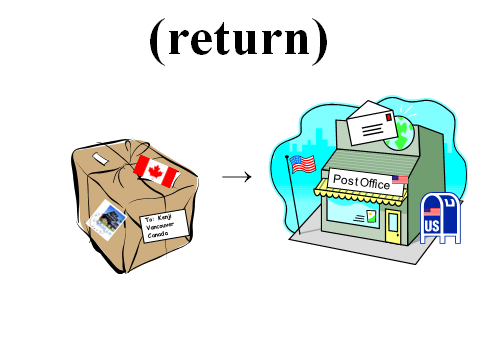 (return)
Post Office
To: Kenji
Vancouver
Canada
US